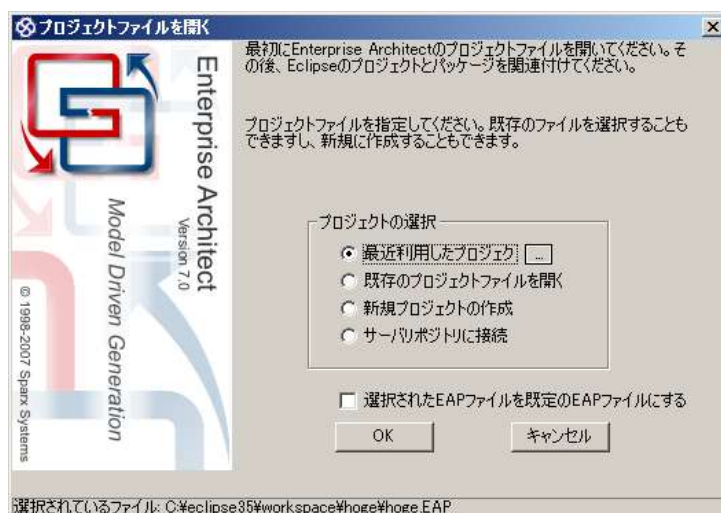 プロジェクトファイルを開く
Enterprise Architect
Version 7.0
Model Driven Generation
© 1998-2007 Sparx Systems
最初にEnterprise Architectのプロジェクトファイルを開いてください。そ
の後、Eclipseのプロジェクトとパッケージを関連付けてください。
プロジェクトファイルを指定してください。既存のファイルを選択することも
できますし、新規に作成することもできます。
プロジェクトの選択
最近利用したプロジェク ...
既存のプロジェクトファイルを開く
新規プロジェクトの作成
サーバリポジトリに接続
選択されたEAPファイルを既定のEAPファイルにする
OK キャンセル
選択されているファイル: C:¥eclipse35¥workspace¥hoge¥hoge.EAP